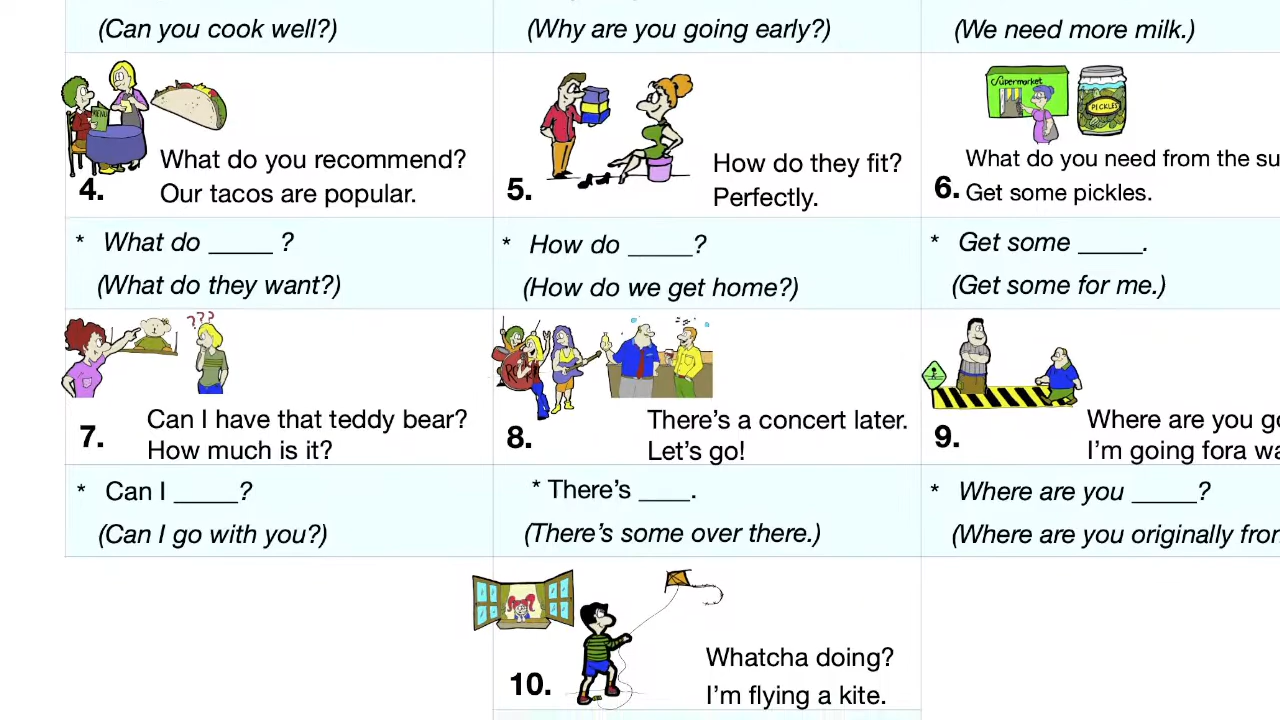 (Can you cook well?)
(Why are you going early?)
(We need more milk.)
MENU
What do you recommend?
4. Our tacos are popular.
How do they fit?
5. Perfectly.
Supermarket
PICKLES
What do you need from the su
6. Get some pickles.
* What do _____ ?
(What do they want?)
* How do _____?
(How do we get home?)
* Get some _____.
(Get some for me.)
???
Can I have that teddy bear?
7. How much is it?
There's a concert later.
8. Let's go!
Where are you go
9. I'm going fora wa
* Can I _____?
(Can I go with you?)
* There's ____.
(There's some over there.)
* Where are you _____?
(Where are you originally from
Whatcha doing?
10. I'm flying a kite.